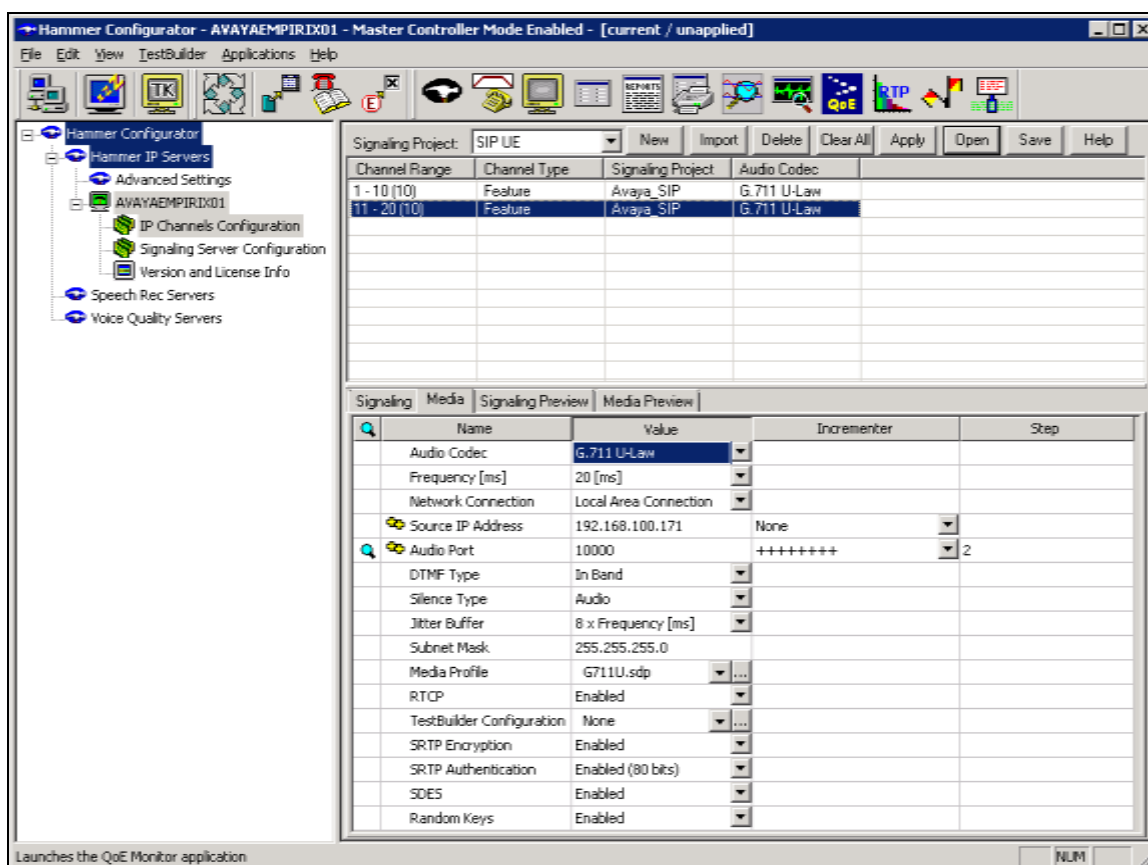 Hammer Configurator - AVAYAEMPIRIX01 - Master Controller Mode Enabled - [current / unapplied]
File Edit View TestBuilder Applications Help
TK E X REPORTS QoE RTP
Hammer Configurator
Hammer IP Servers
Advanced Settings
AVAYAEMPIRIX01
IP Channels Configuration
Signaling Server Configuration
Version and License Info
Speech Rec Servers
Voice Quality Servers
Signaling Project: SIP UE New Import Delete Clear All Apply Open Save Help
Channel Range Channel Type Signaling Project Audio Codec
1 - 10 (10) Feature Avaya_SIP G.711 U-Law
11 - 20 (10) Feature Avaya_SIP G.711 U-Law
Signaling Media Signaling Preview Media Preview
Name Value Incrementer Step
Audio Codec G.711 U-Law
Frequency [ms] 20 [ms]
Network Connection Local Area Connection
Source IP Address 192.168.100.171 None
Audio Port 10000 ++++++++ 2
DTMF Type In Band
Silence Type Audio
Jitter Buffer 8 x Frequency [ms]
Subnet Mask 255.255.255.0
Media Profile G711U.sdp ...
RTCP Enabled
TestBuilder Configuration None ...
SRTP Encryption Enabled
SRTP Authentication Enabled (80 bits)
SDES Enabled
Random Keys Enabled
Launches the QoE Monitor application NUM